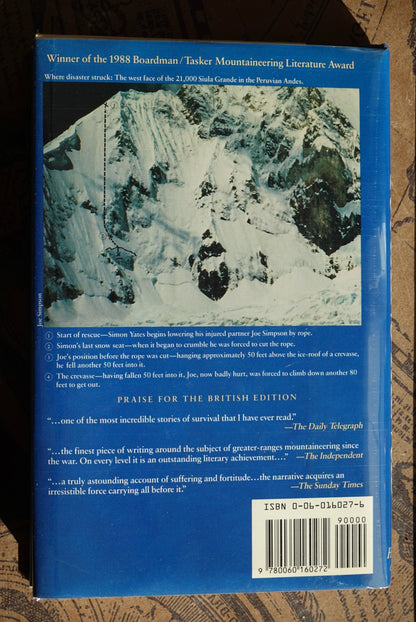 Winner of the 1988 Boardman/Tasker Mountaineering Literature Award
Where disaster struck: The west face of the 21,000 Siula Grande in the Peruvian Andes.
Joe Simpson
1 Start of rescue—Simon Yates begins lowering his injured partner Joe Simpson by rope.
2 Simon's last snow seat—when it began to crumble he was forced to cut the rope.
3 Joe's position before the rope was cut—hanging approximately 50 feet above the ice-roof of a crevasse,
he fell another 50 feet into it.
4 The crevasse—having fallen 50 feet into it, Joe, now badly hurt, was forced to climb down another 80
feet to get out.
PRAISE FOR THE BRITISH EDITION
"...one of the most incredible stories of survival that I have ever read."
—The Daily Telegraph
"...the finest piece of writing around the subject of greater-ranges mountaineering since
the war. On every level it is an outstanding literary achievement...." —The Independent
"...a truly astounding account of suffering and fortitude...the narrative acquires an
irresistible force carrying all before it." —The Sunday Times
ISBN 0-06-016027-6
90000
9 780060 160272